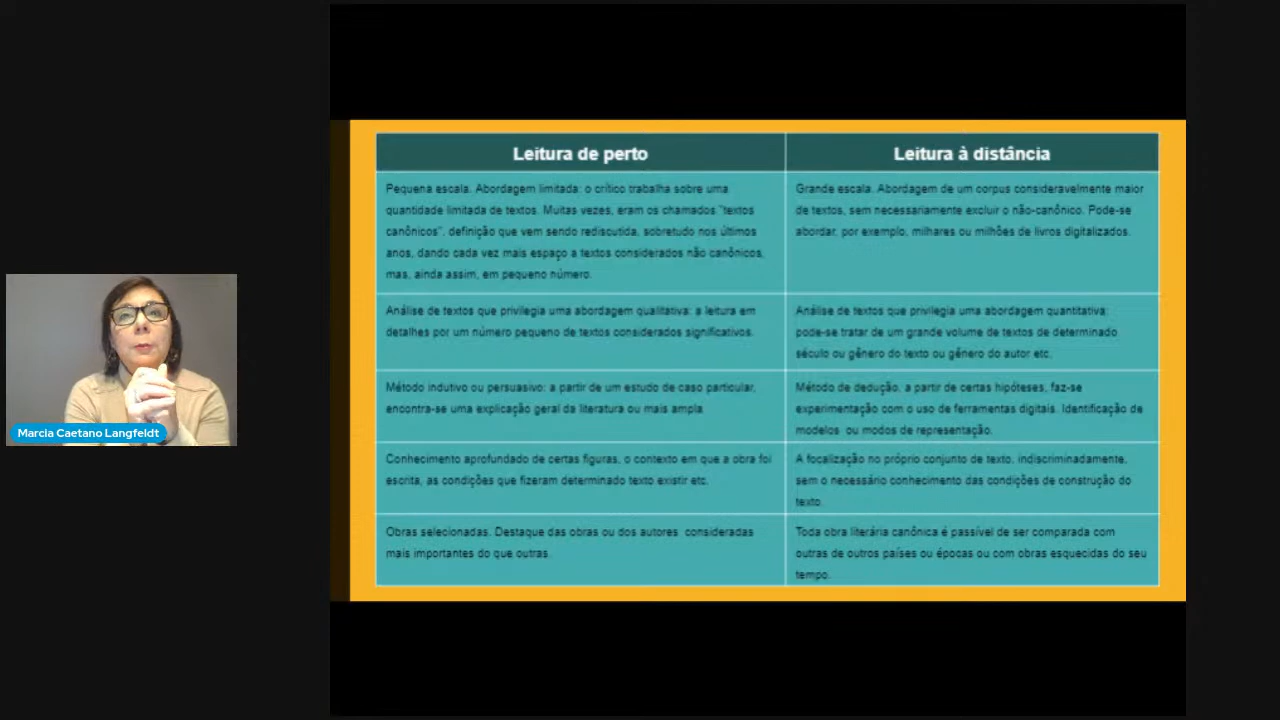 Leitura de perto
Leitura à distância
Pequena escala. Abordagem limitada: o crítico trabalha sobre uma
quantidade limitada de textos. Muitas vezes, eram os chamados "textos
canônicos", definição que vem sendo rediscutida, sobretudo nos últimos
anos, dando cada vez mais espaço a textos considerados não canônicos,
mas, ainda assim, em pequeno número.
Grande escala. Abordagem de um corpus consideravelmente maior
de textos, sem necessariamente excluir o não-canônico. Pode-se
abordar, por exemplo, milhares ou milhões de livros digitalizados.
Análise de textos que privilegia uma abordagem qualitativa: a leitura em
detalhes por um número pequeno de textos considerados significativos.
Análise de textos que privilegia uma abordagem quantitativa:
pode-se tratar de um grande volume de textos de determinado
século ou gênero do texto ou gênero do autor etc.
Método indutivo ou persuasivo: a partir de um estudo de caso particular,
encontra-se uma explicação geral da literatura ou mais ampla
Método de dedução, a partir de certas hipóteses, faz-se
experimentação com o uso de ferramentas digitais. Identificação de
modelos ou modos de representação.
Conhecimento aprofundado de certas figuras, o contexto em que a obra foi
escrita, as condições que fizeram determinado texto existir etc.
A focalização no próprio conjunto de texto, indiscriminadamente,
sem o necessário conhecimento das condições de construção do
texto.
Obras selecionadas. Destaque das obras ou dos autores consideradas
mais importantes do que outras.
Toda obra literária canônica é passível de ser comparada com
outras de outros países ou épocas ou com obras esquecidas do seu
tempo.
Marcia Caetano Langfeldt